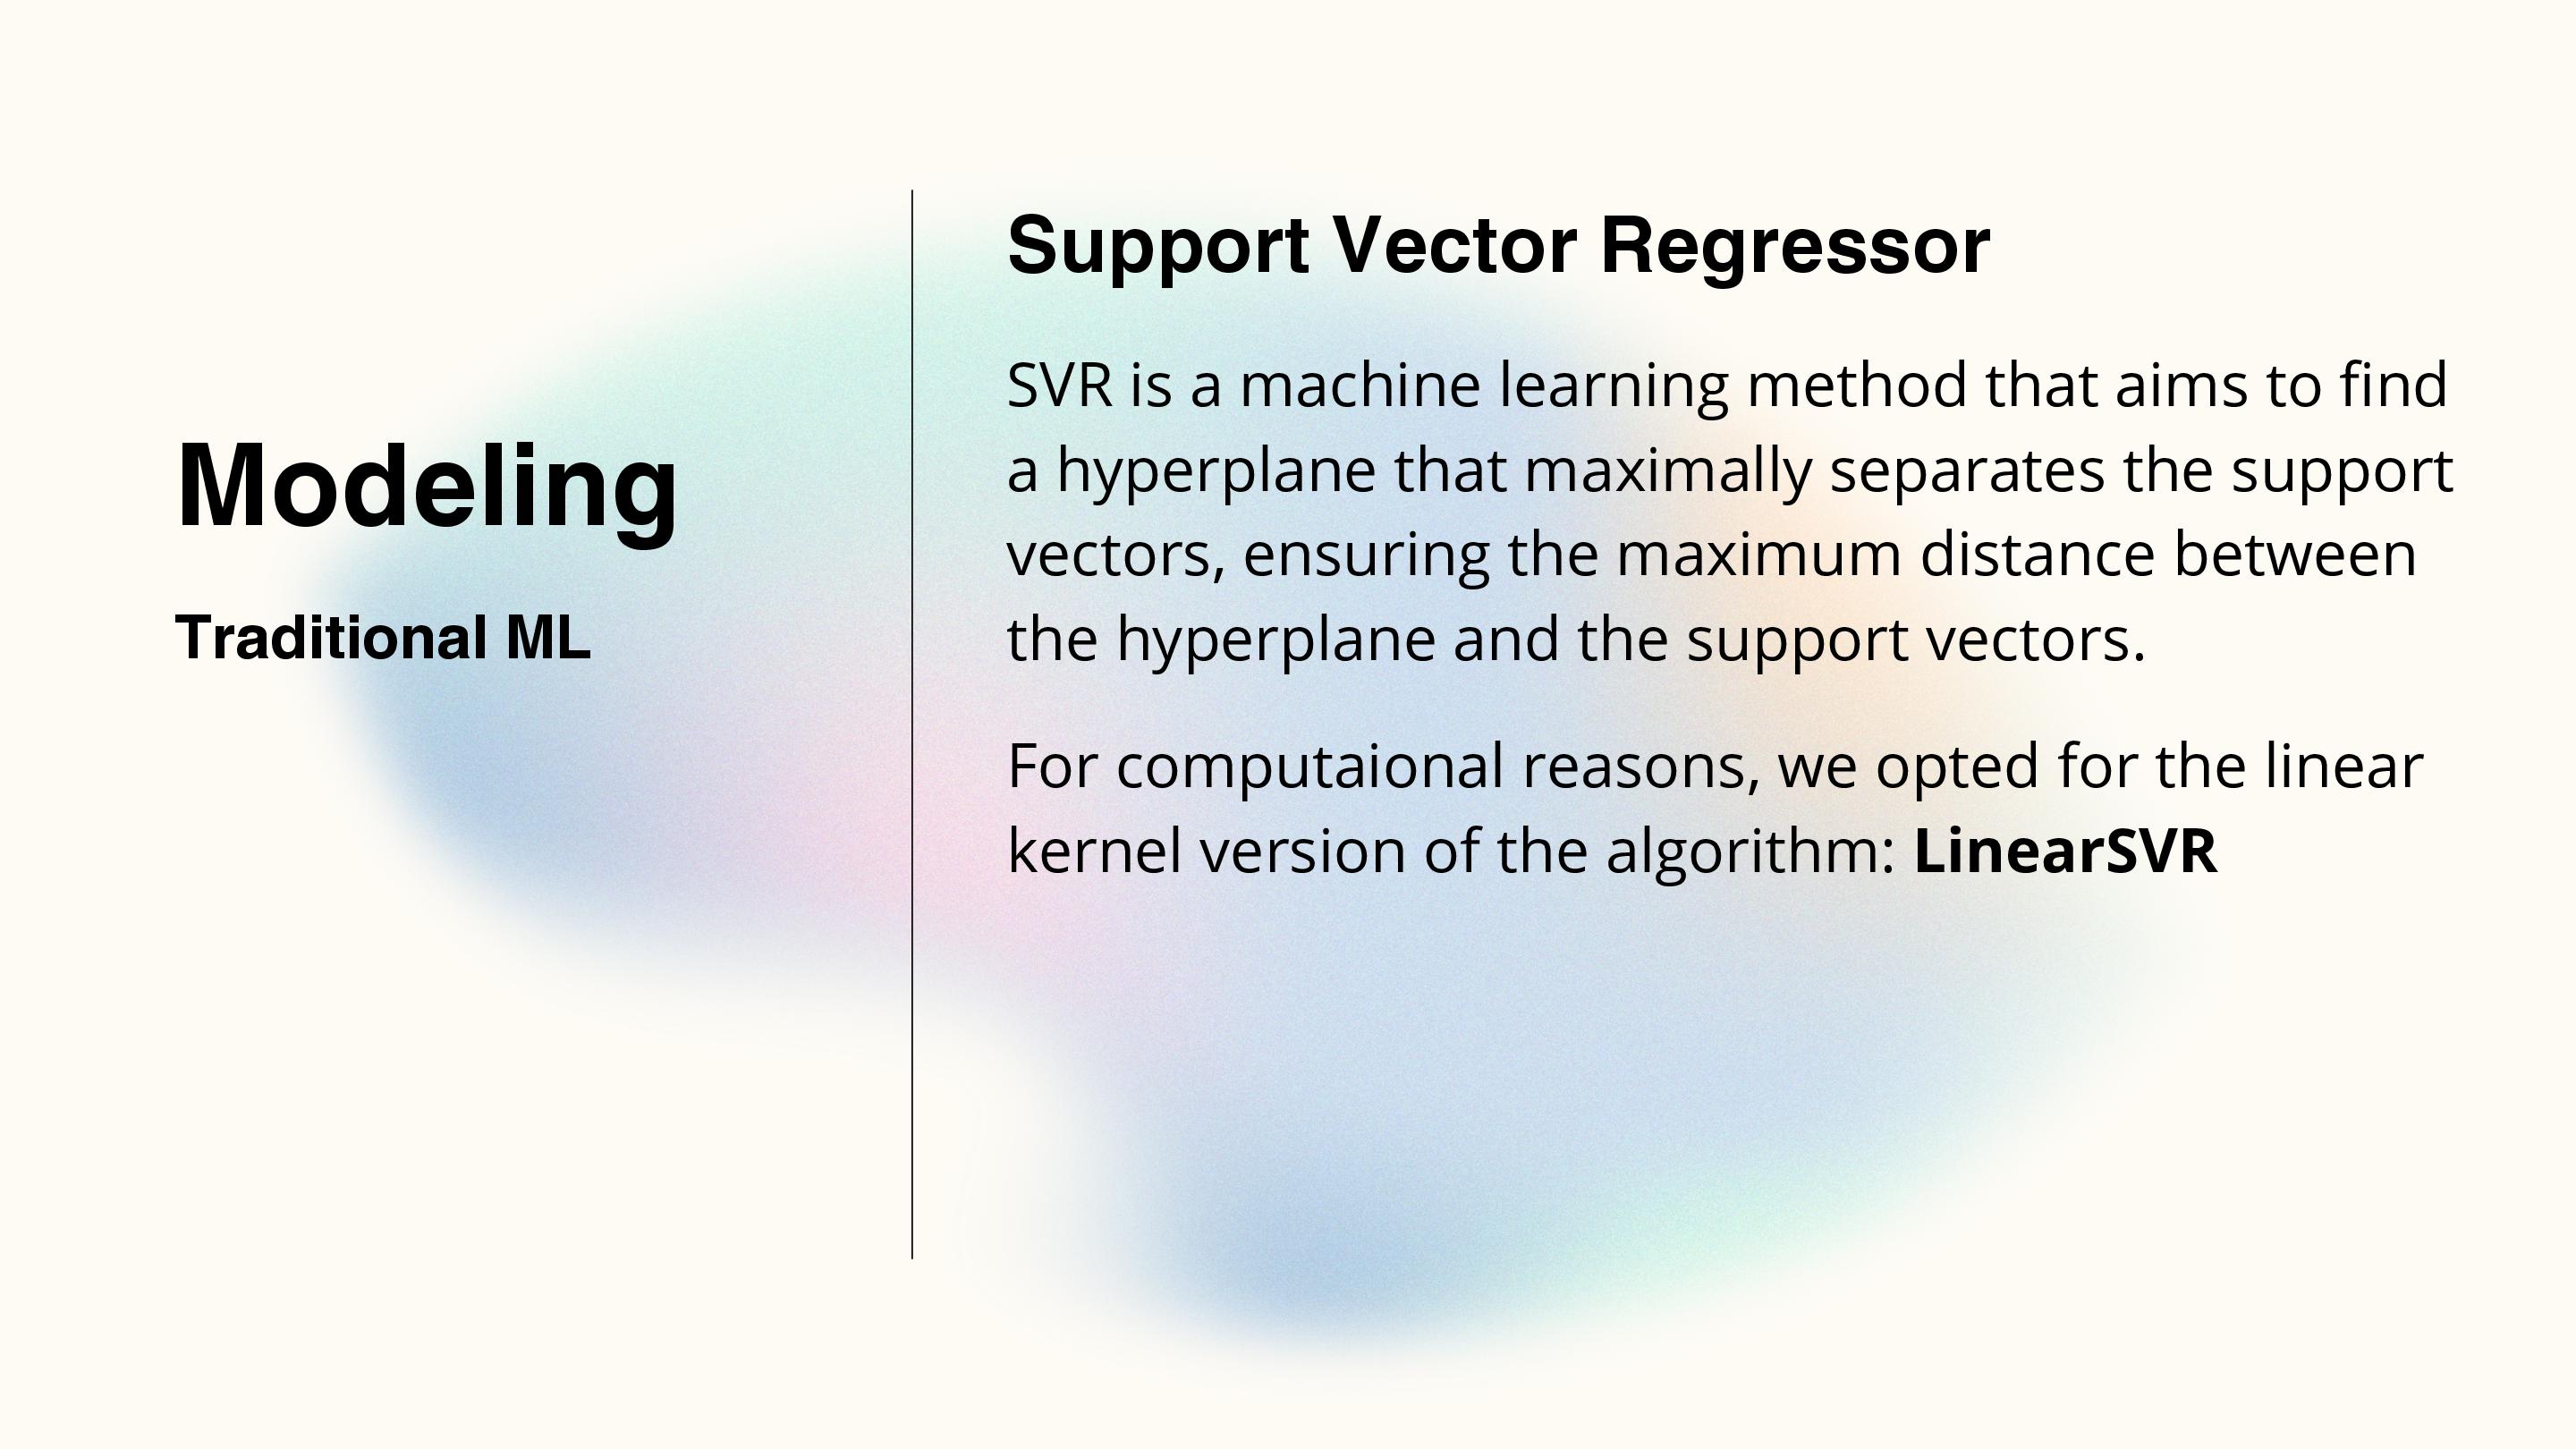 Modeling
Traditional ML
Support Vector Regressor
SVR is a machine learning method that aims to find
a hyperplane that maximally separates the support
vectors, ensuring the maximum distance between
the hyperplane and the support vectors.
For computaional reasons, we opted for the linear
kernel version of the algorithm: LinearSVR